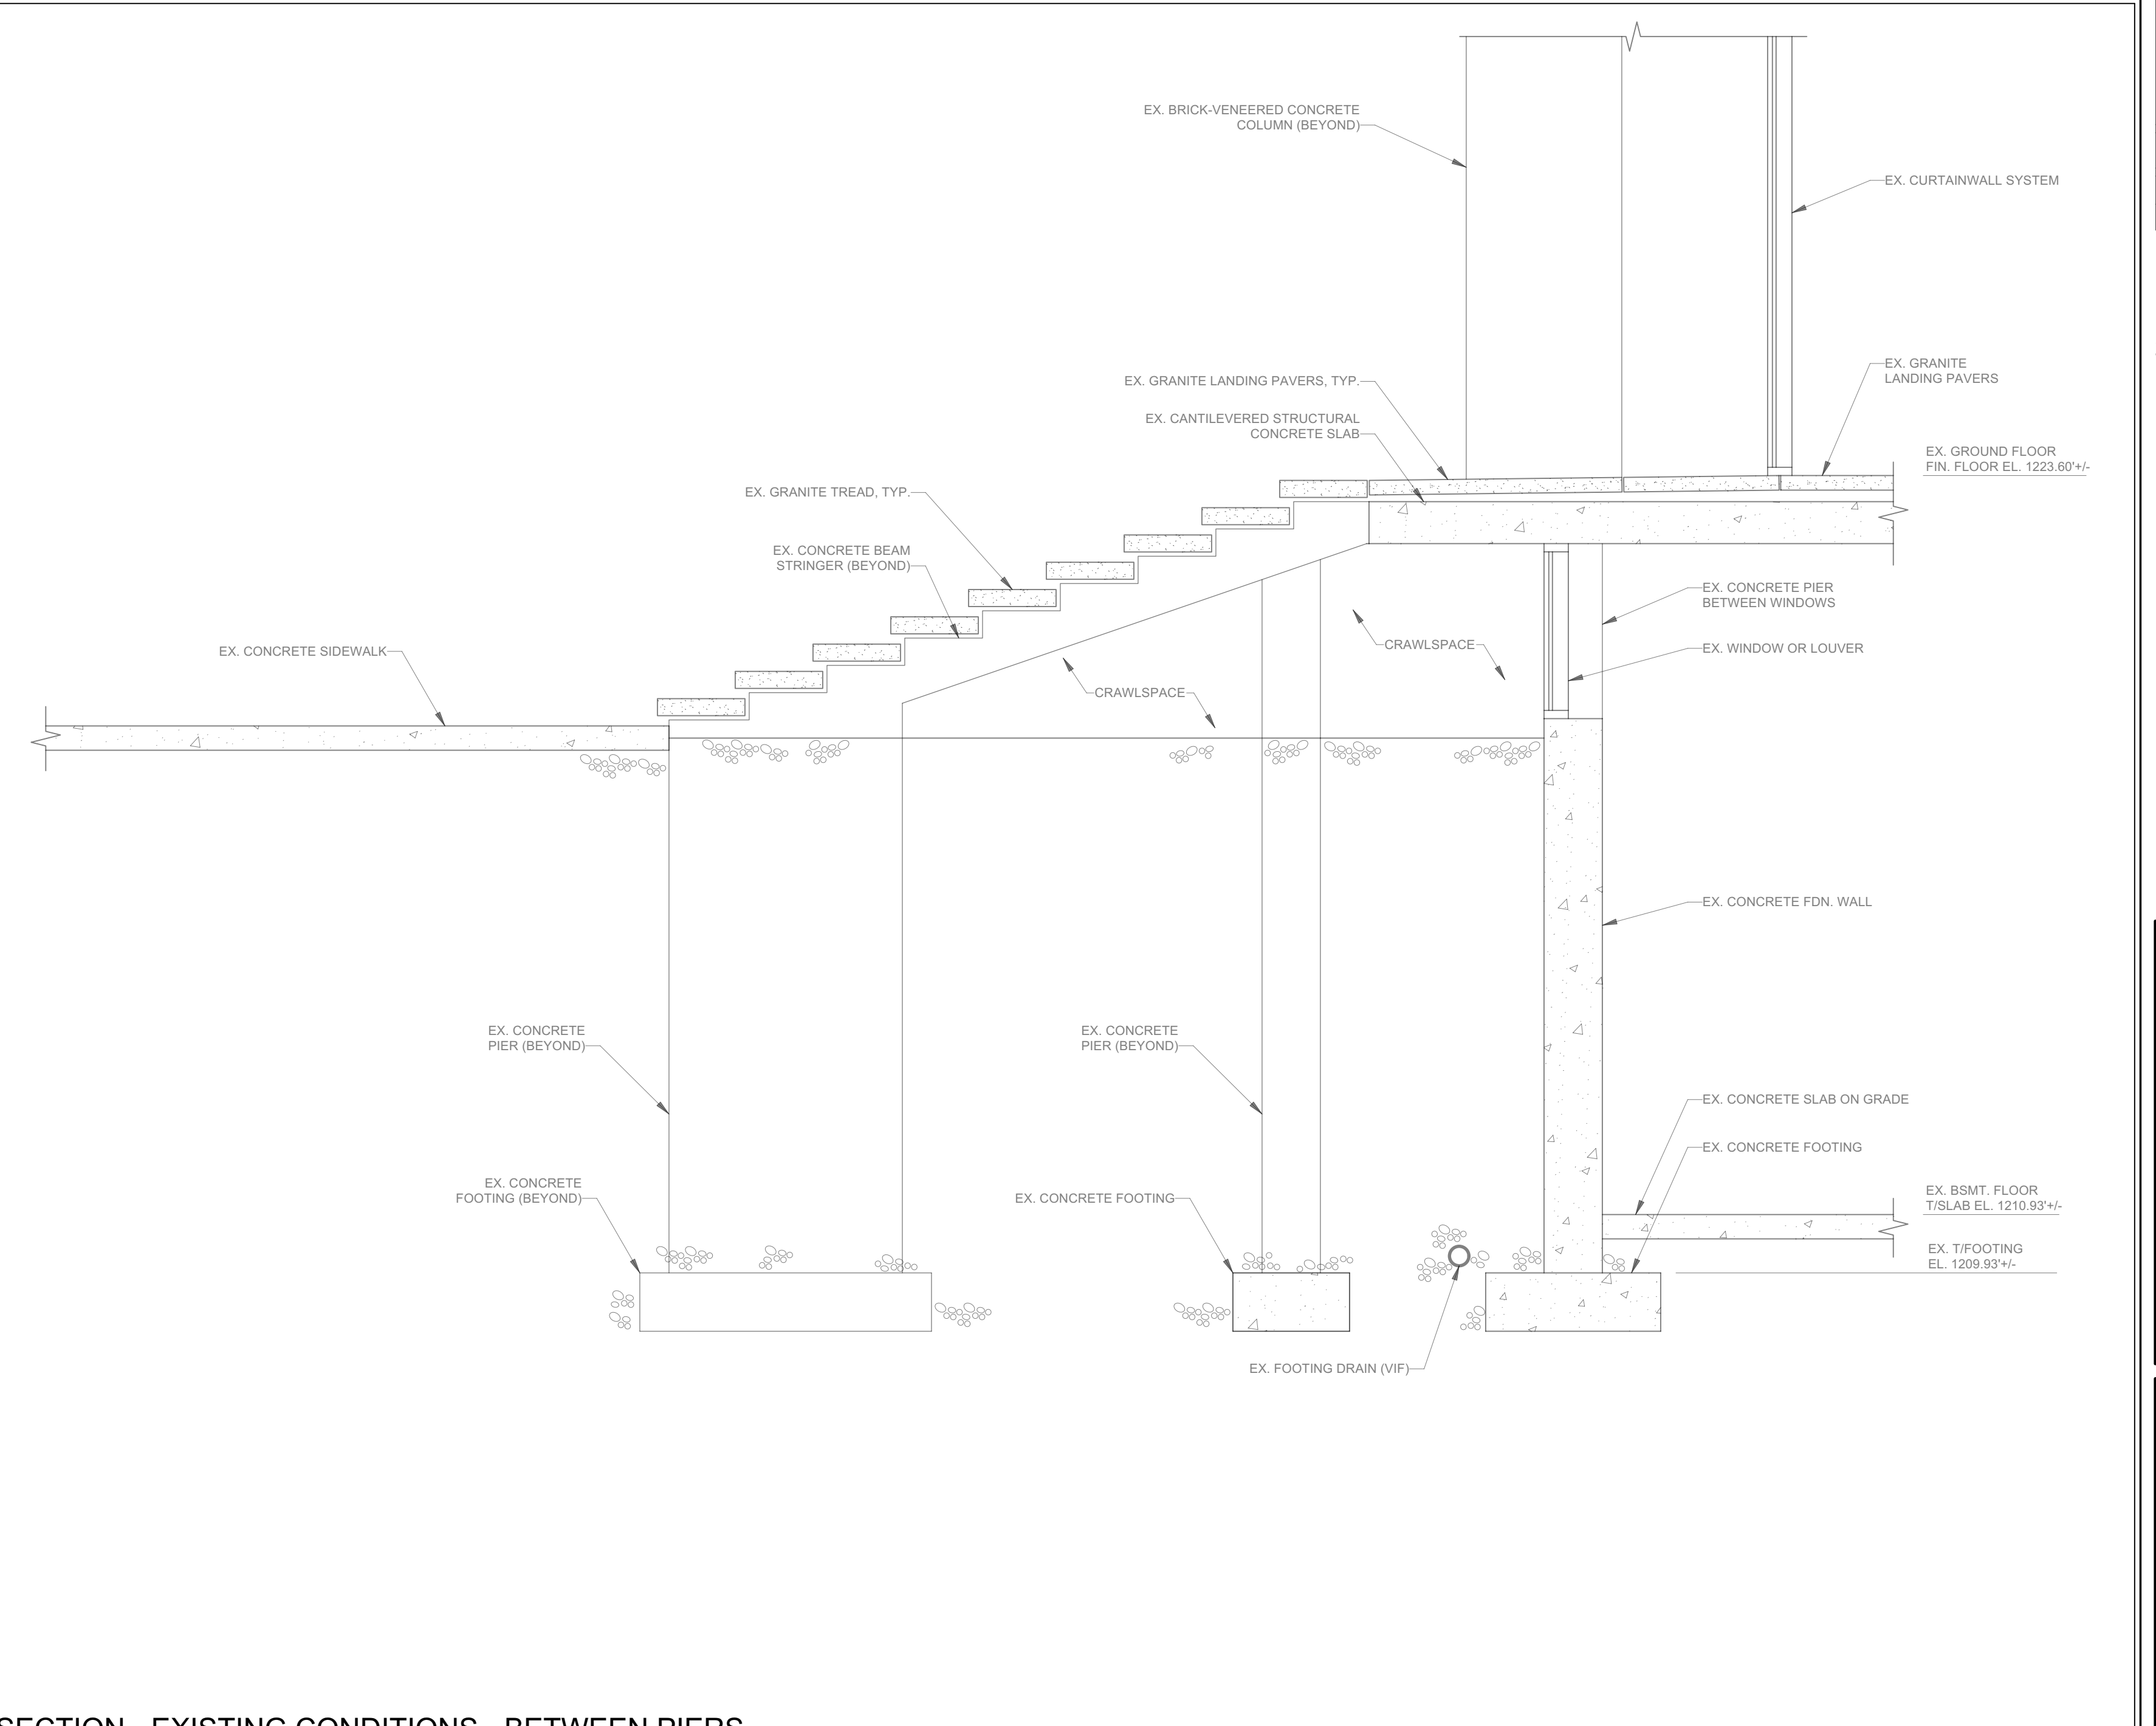 EX. BRICK-VENEERED CONCRETE
COLUMN (BEYOND)
EX. CURTAINWALL SYSTEM
EX. GRANITE
LANDING PAVERS
EX. GRANITE LANDING PAVERS, TYP.
EX. CANTILEVERED STRUCTURAL
CONCRETE SLAB
EX. GROUND FLOOR
FIN. FLOOR EL. 1223.60'+/-
EX. GRANITE TREAD, TYP.
EX. CONCRETE BEAM
STRINGER (BEYOND)
EX. CONCRETE PIER
BETWEEN WINDOWS
EX. CONCRETE SIDEWALK
CRAWLSPACE
EX. WINDOW OR LOUVER
CRAWLSPACE
EX. CONCRETE FDN. WALL
EX. CONCRETE
PIER (BEYOND)
EX. CONCRETE
PIER (BEYOND)
EX. CONCRETE SLAB ON GRADE
EX. CONCRETE FOOTING
EX. CONCRETE
FOOTING (BEYOND)
EX. CONCRETE FOOTING
EX. BSMT. FLOOR
T/SLAB EL. 1210.93'+/-
EX. T/FOOTING
EL. 1209.93'+/-
EX. FOOTING DRAIN (VIF)
SECTION - EXISTING CONDITIONS - BETWEEN PIERS